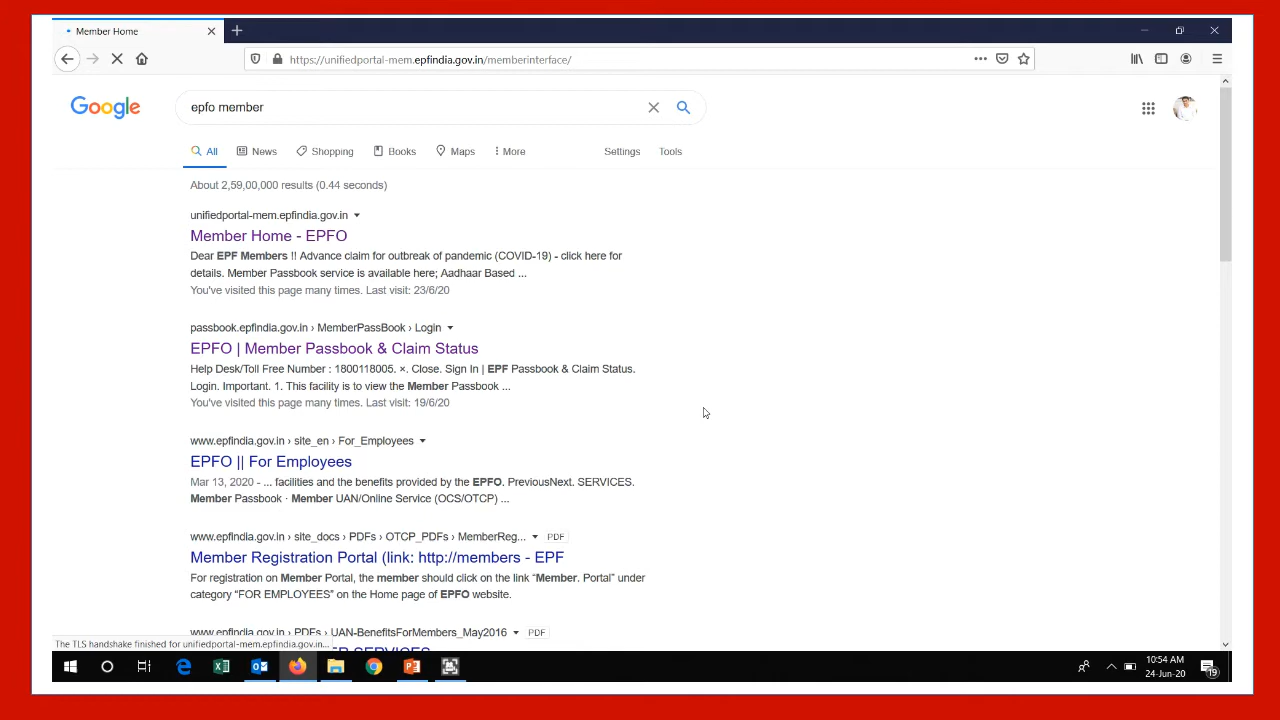 Member Home
https://unifiedportal-mem.epfindia.gov.in/memberinterface/
Google
epfo member
All News Shopping Books Maps More Settings Tools
About 2,59,00,000 results (0.44 seconds)
unifiedportal-mem.epfindia.gov.in
Member Home - EPFO
Dear EPF Members !! Advance claim for outbreak of pandemic (COVID-19) - click here for
details. Member Passbook service is available here; Aadhaar Based ...
You've visited this page many times. Last visit: 23/6/20
passbook.epfindia.gov.in › MemberPassBook › Login
EPFO | Member Passbook & Claim Status
Help Desk/Toll Free Number : 1800118005. ×. Close. Sign In | EPF Passbook & Claim Status.
Login. Important. 1. This facility is to view the Member Passbook ...
You've visited this page many times. Last visit: 19/6/20
www.epfindia.gov.in › site_en › For_Employees
EPFO || For Employees
Mar 13, 2020 - ... facilities and the benefits provided by the EPFO. PreviousNext. SERVICES.
Member Passbook · Member UAN/Online Service (OCS/OTCP) ...
www.epfindia.gov.in › site_docs › PDFs › OTCP_PDFs › MemberReg... PDF
Member Registration Portal (link: http://members - EPF
For registration on Member Portal, the member should click on the link “Member. Portal” under
category “FOR EMPLOYEES” on the Home page of EPFO website.
www.epfindia.gov.in › PDFs › UAN-BenefitsForMembers_May2016 PDF
The TLS handshake finished for unifiedportal-mem.epfindia.gov.in...
10:54 AM
24-Jun-20
19